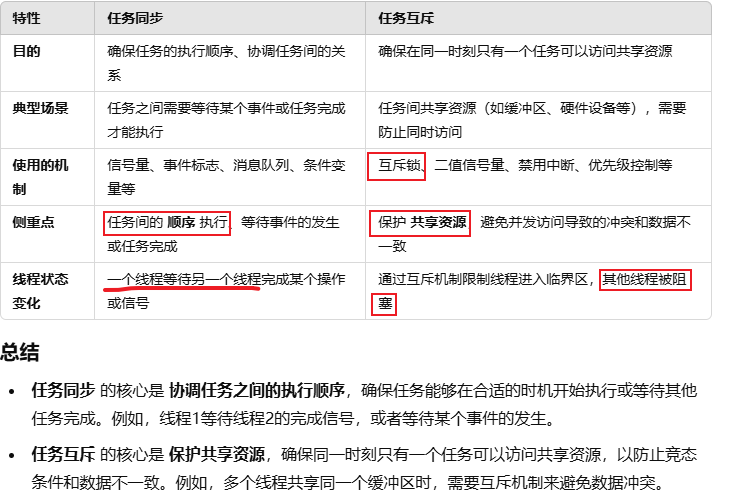 特性 任务同步 任务互斥
目的 确保任务的执行顺序、协调任务间的关 确保在同一时刻只有一个任务可以访问共享资源
系
典型场景 任务之间需要等待某个事件或任务完成 任务间共享资源（如缓冲区、硬件设备等），需要
才能执行 防止同时访问
使用的机 信号量、事件标志、消息队列、条件变 互斥锁、二值信号量、禁用中断、优先级控制等
制 量等
侧重点 任务间的 顺序 执行、等待事件的发生 保护 共享资源，避免并发访问导致的冲突和数据不
或任务完成 一致
线程状态 一个线程等待另一个线程完成某个操作 通过互斥机制限制线程进入临界区，其他线程被阻
变化 或信号 塞
总结
• 任务同步 的核心是 协调任务之间的执行顺序，确保任务能够在合适的时机开始执行或等待其他
任务完成。例如，线程1等待线程2的完成信号，或者等待某个事件的发生。
• 任务互斥 的核心是 保护共享资源，确保同一时刻只有一个任务可以访问共享资源，以防止竞态
条件和数据不一致。例如，多个线程共享同一个缓冲区时，需要互斥机制来避免数据冲突。